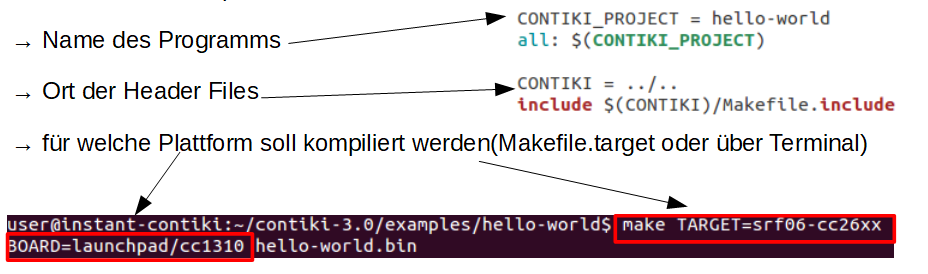 CONTIKI_PROJECT = hello-world
→ Name des Programms
all: $(CONTIKI_PROJECT)
→ Ort der Header Files
CONTIKI = ../..
include $(CONTIKI)/Makefile.include
→ für welche Plattform soll kompiliert werden(Makefile.target oder über Terminal)
user@instant-contiki:~/contiki-3.0/examples/hello-world$ make TARGET=srf06-cc26xx
BOARD=launchpad/cc1310 hello-world.bin